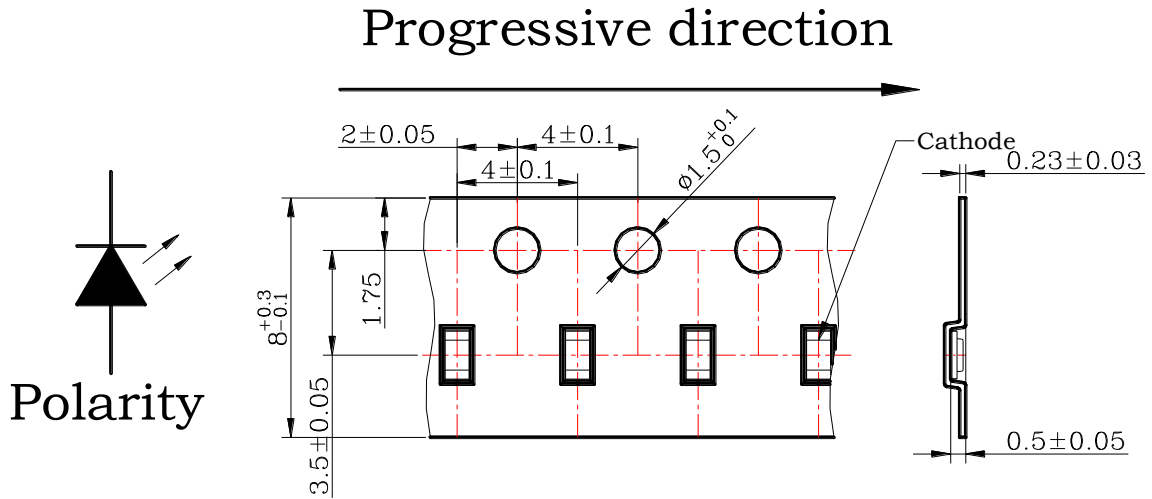 Progressive direction
2±0.05
4±0.1
4±0.1
ø1.5 +0.1 0
Cathode
0.23±0.03
1.75
8 +0.3 -0.1
3.5±0.05
Polarity
0.5±0.05